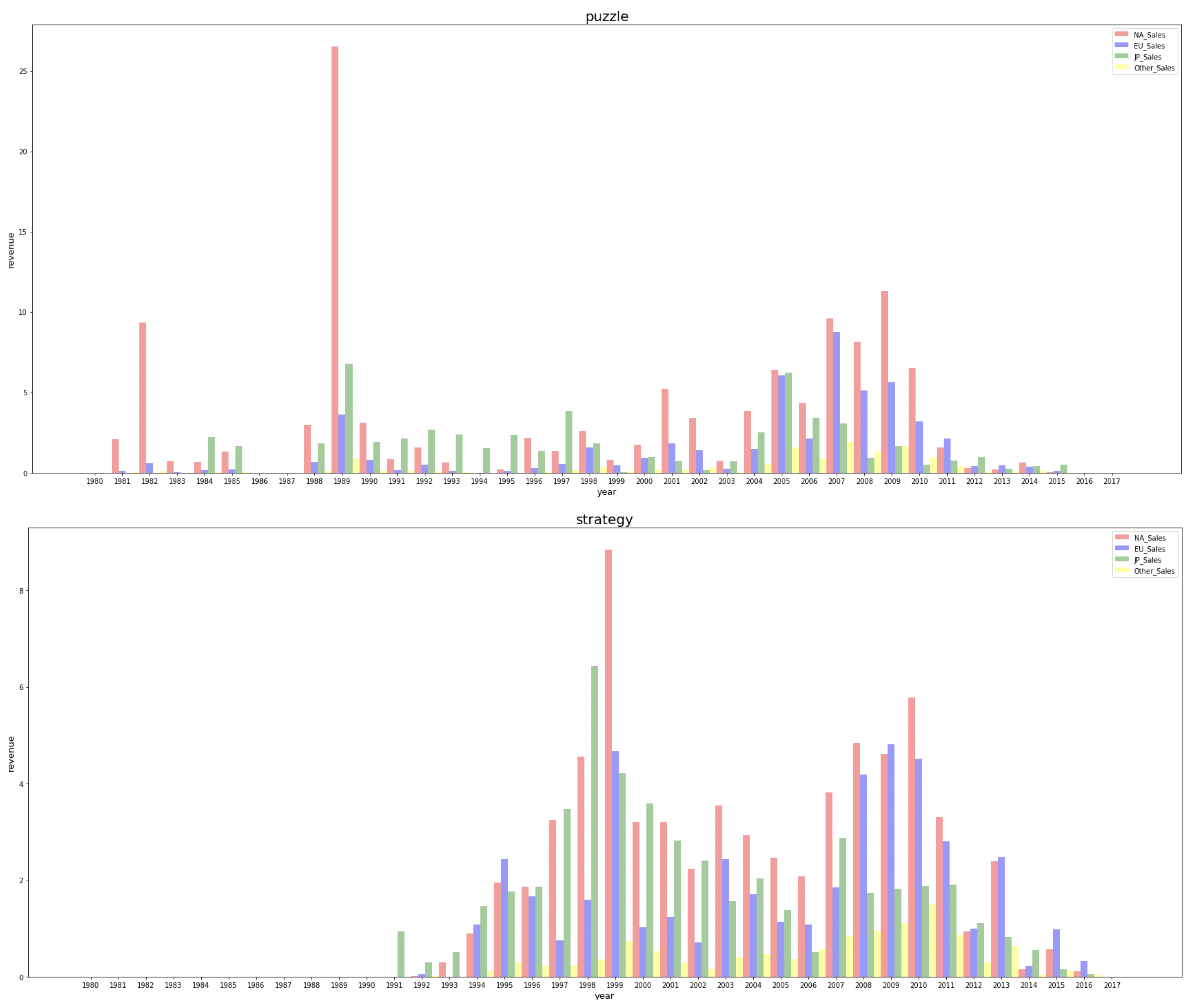 puzzle
NA_Sales
EU_Sales
JP_Sales
Other_Sales
revenue
25
20
15
10
5
0
1980 1981 1982 1983 1984 1985 1986 1987 1988 1989 1990 1991 1992 1993 1994 1995 1996 1997 1998 1999 2000 2001 2002 2003 2004 2005 2006 2007 2008 2009 2010 2011 2012 2013 2014 2015 2016 2017
year
strategy
NA_Sales
EU_Sales
JP_Sales
Other_Sales
revenue
8
6
4
2
0
1980 1981 1982 1983 1984 1985 1986 1987 1988 1989 1990 1991 1992 1993 1994 1995 1996 1997 1998 1999 2000 2001 2002 2003 2004 2005 2006 2007 2008 2009 2010 2011 2012 2013 2014 2015 2016 2017
year